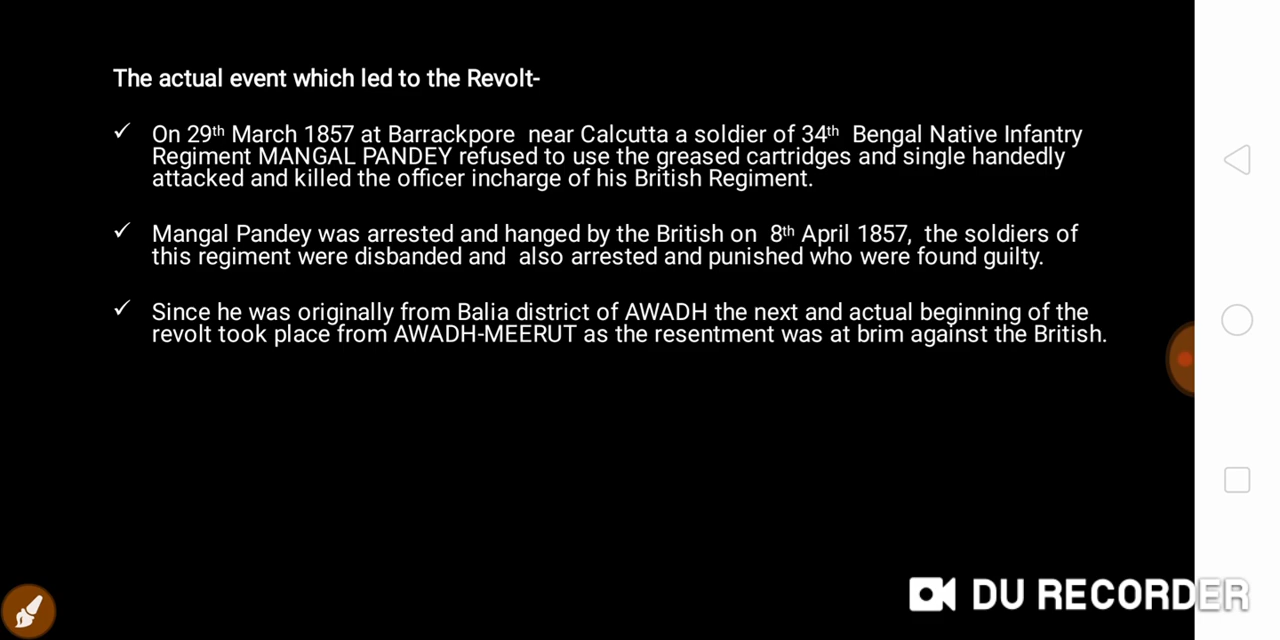 The actual event which led to the Revolt-
✓ On 29th March 1857 at Barrackpore near Calcutta a soldier of 34th Bengal Native Infantry
Regiment MANGAL PANDEY refused to use the greased cartridges and single handedly
attacked and killed the officer incharge of his British Regiment.
✓ Mangal Pandey was arrested and hanged by the British on 8th April 1857, the soldiers of
this regiment were disbanded and also arrested and punished who were found guilty.
✓ Since he was originally from Balia district of AWADH the next and actual beginning of the
revolt took place from AWADH-MEERUT as the resentment was at brim against the British.
DU RECORDER